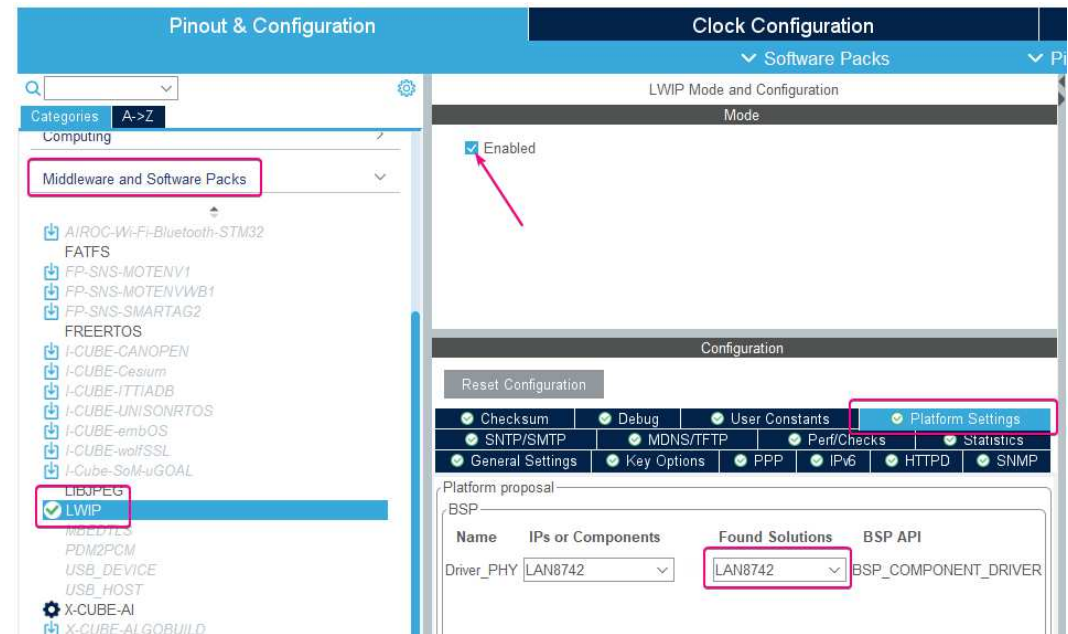 Pinout & Configuration
Clock Configuration
Software Packs
Pi
LWIP Mode and Configuration
Categories
A->Z
Mode
Computing
Enabled
Middleware and Software Packs
AIROC-Wi-Fi-Bluetooth-STM32
FATFS
FP-SNS-MOTENV1
FP-SNS-MOTENVWB1
FP-SNS-SMARTAG2
FREERTOS
I-CUBE-CANOPEN
I-CUBE-Cesium
I-CUBE-ITTIADB
I-CUBE-UNISONRTOS
I-CUBE-embOS
I-CUBE-wolfSSL
I-Cube-SoM-uGOAL
LIBJPEG
LWIP
MBEDTLS
PDM2PCM
USB_DEVICE
USB_HOST
X-CUBE-AI
X-CUBE-ALGOBUILD
Configuration
Reset Configuration
Checksum
Debug
User Constants
Platform Settings
SNTP/SMTP
MDNS/TFTP
Perf/Checks
Statistics
General Settings
Key Options
PPP
IPv6
HTTPD
SNMP
Platform proposal
BSP
Name IPs or Components Found Solutions BSP API
Driver_PHY LAN8742 LAN8742 BSP_COMPONENT_DRIVER